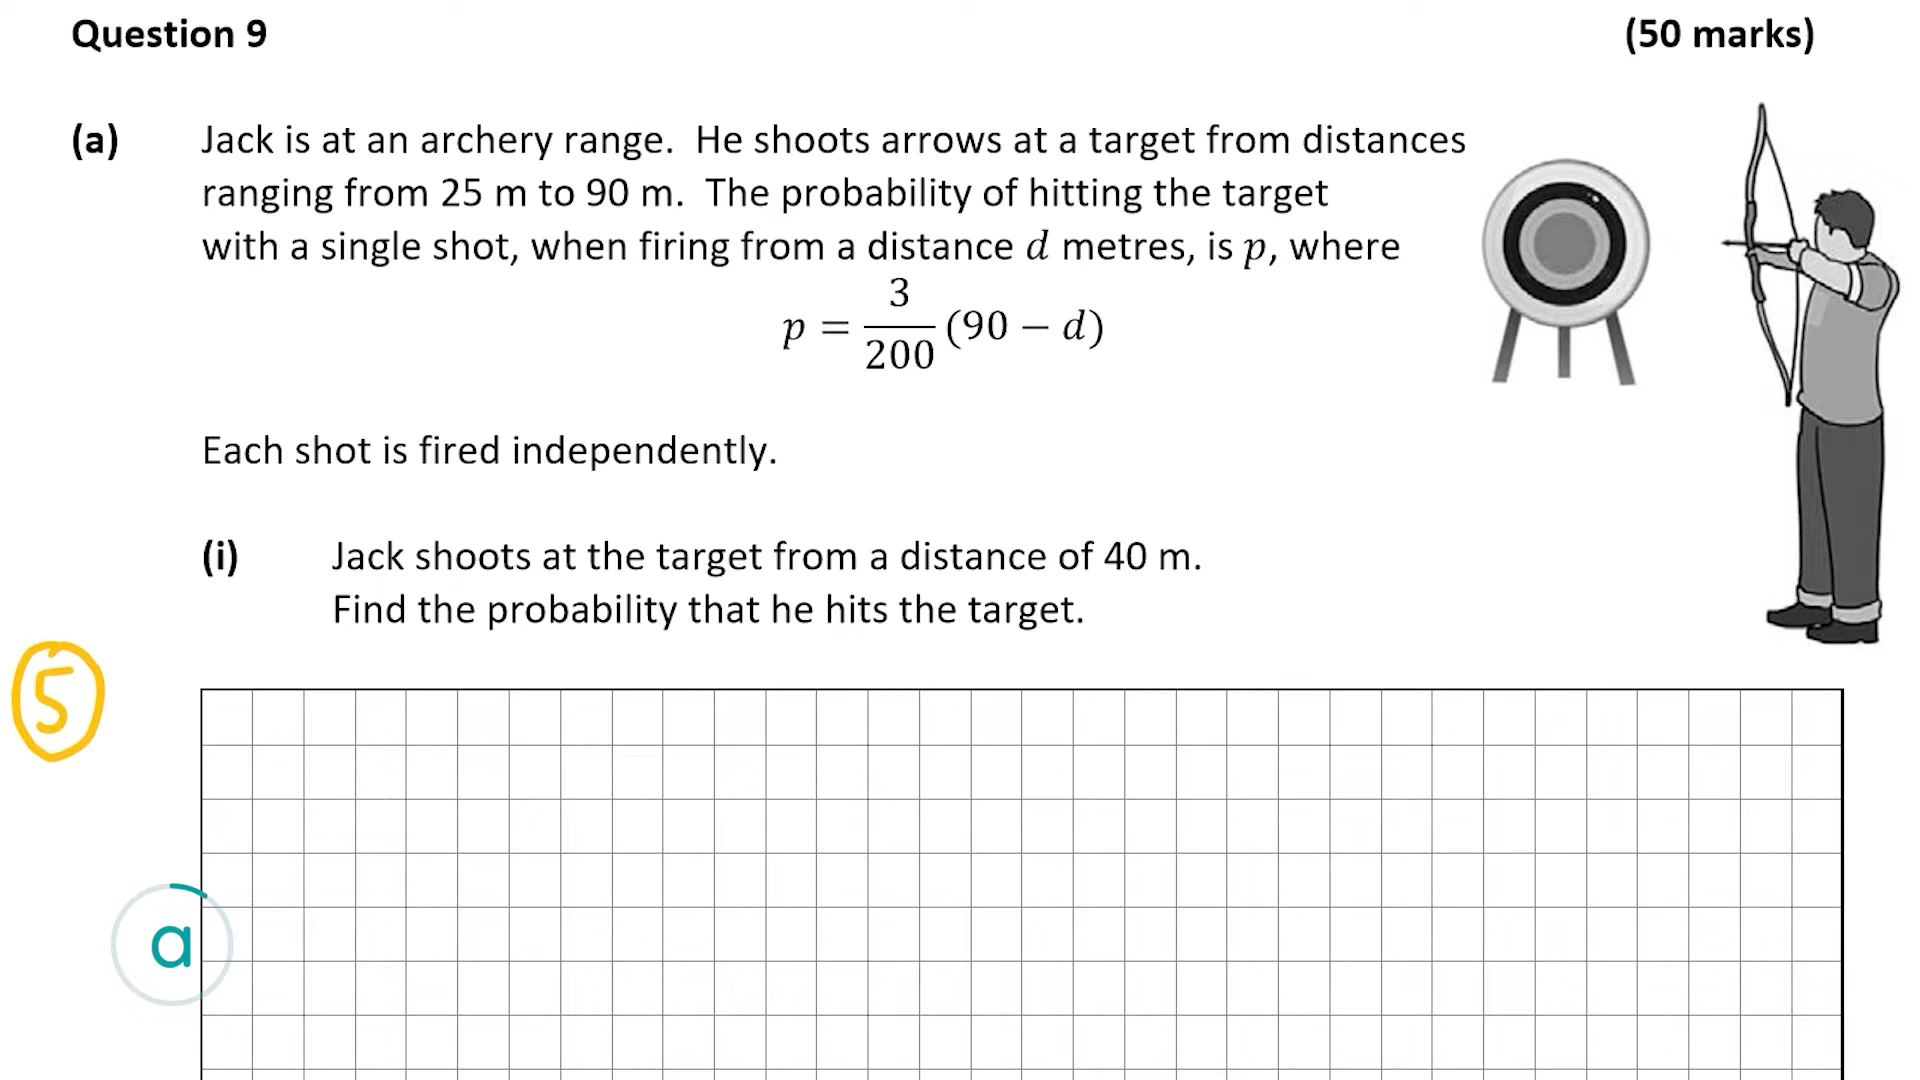 Question 9 (50 marks)
(a) Jack is at an archery range. He shoots arrows at a target from distances
ranging from 25 m to 90 m. The probability of hitting the target
with a single shot, when firing from a distance d metres, is p, where
p = 3/200 (90 − d)
Each shot is fired independently.
(i) Jack shoots at the target from a distance of 40 m.
Find the probability that he hits the target.
5
a